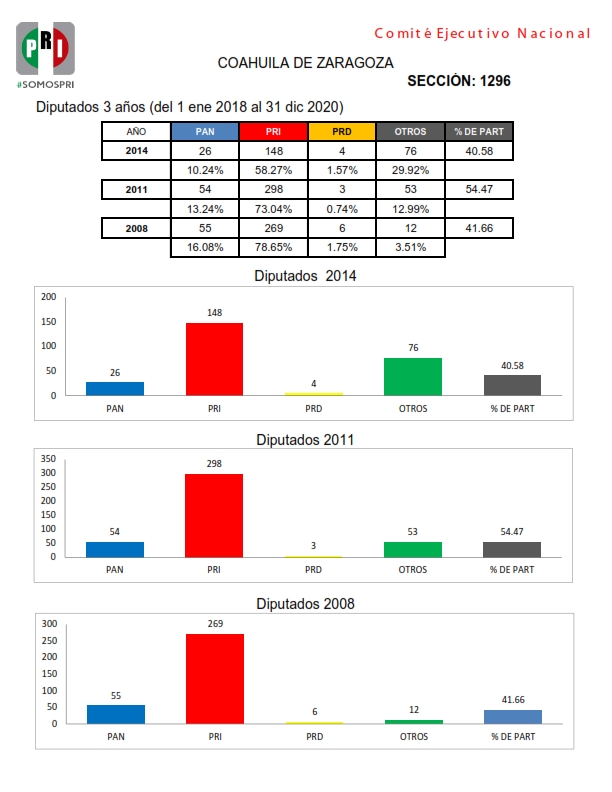 Comité Ejecutivo Nacional
PRI
#SOMOSPRI
COAHUILA DE ZARAGOZA
SECCIÓN: 1296
Diputados 3 años (del 1 ene 2018 al 31 dic 2020)
AÑO PAN PRI PRD OTROS % DE PART
2014 26 148 4 76 40.58
10.24% 58.27% 1.57% 29.92%
2011 54 298 3 53 54.47
13.24% 73.04% 0.74% 12.99%
2008 55 269 6 12 41.66
16.08% 78.65% 1.75% 3.51%
Diputados 2014
200
150
100
50
0
26 148 4 76 40.58
PAN PRI PRD OTROS % DE PART
Diputados 2011
350
300
250
200
150
100
50
0
54 298 3 53 54.47
PAN PRI PRD OTROS % DE PART
Diputados 2008
300
250
200
150
100
50
0
55 269 6 12 41.66
PAN PRI PRD OTROS % DE PART